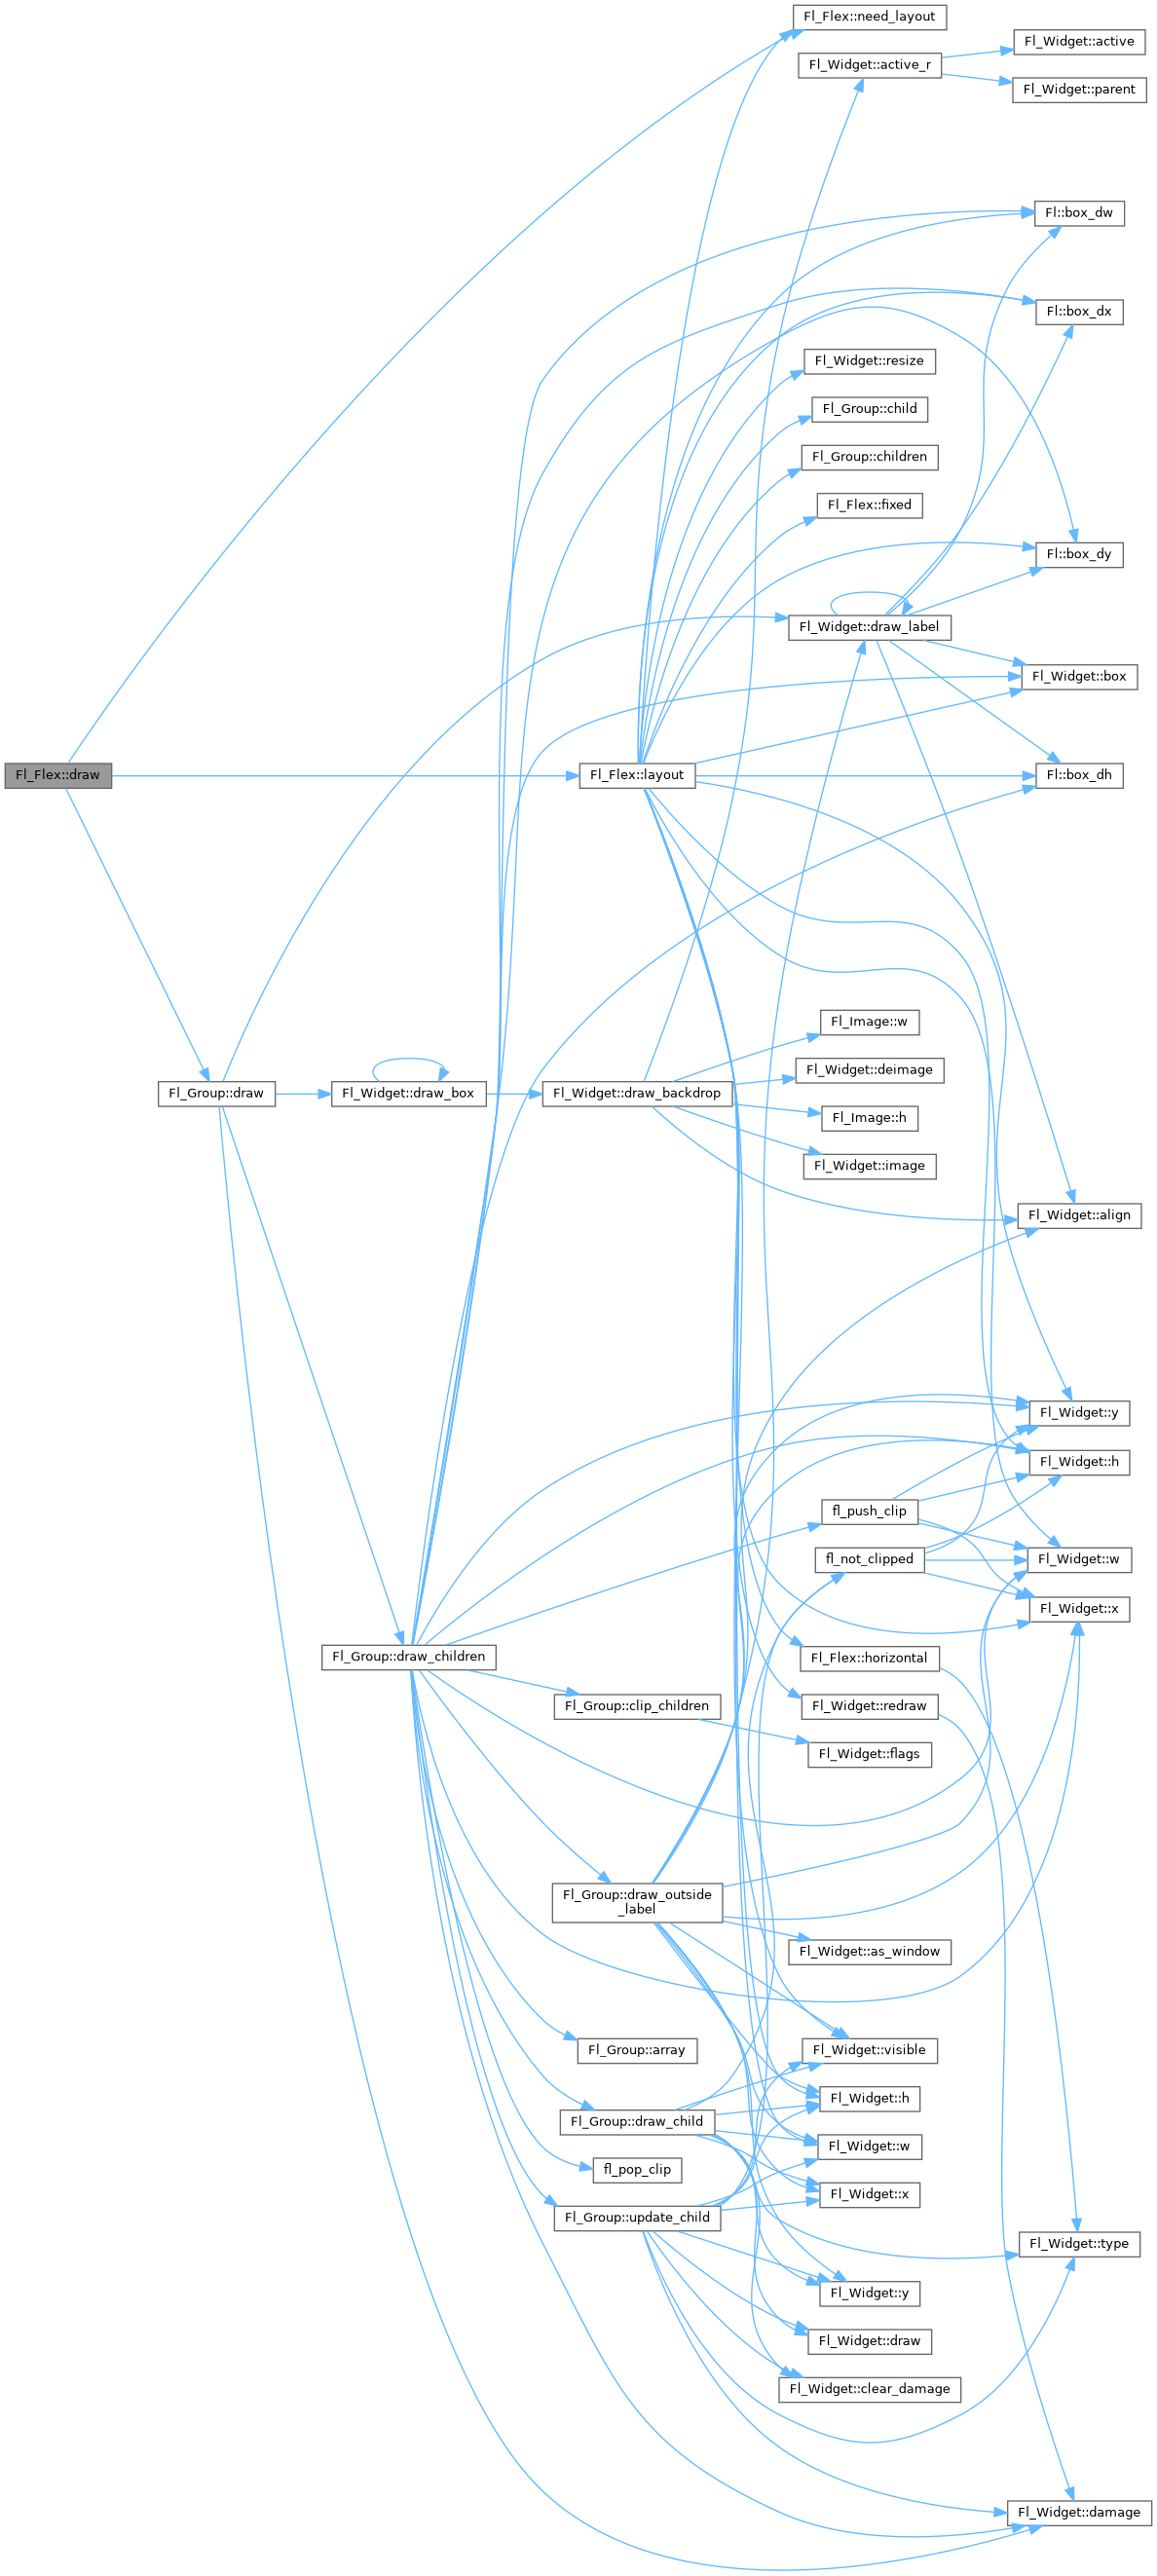 Fl_Flex::need_layout
Fl_Widget::active
Fl_Widget::active_r
Fl_Widget::parent
Fl::box_dw
Fl::box_dx
Fl_Widget::resize
Fl_Group::child
Fl_Group::children
Fl_Flex::fixed
Fl::box_dy
Fl_Widget::draw_label
Fl_Widget::box
Fl_Flex::draw
Fl_Flex::layout
Fl::box_dh
Fl_Image::w
Fl_Widget::deimage
Fl_Group::draw
Fl_Widget::draw_box
Fl_Widget::draw_backdrop
Fl_Image::h
Fl_Widget::image
Fl_Widget::align
Fl_Widget::y
Fl_Widget::h
fl_push_clip
fl_not_clipped
Fl_Widget::w
Fl_Widget::x
Fl_Group::draw_children
Fl_Flex::horizontal
Fl_Group::clip_children
Fl_Widget::redraw
Fl_Widget::flags
Fl_Group::draw_outside
_label
Fl_Widget::as_window
Fl_Group::array
Fl_Widget::visible
Fl_Widget::h
Fl_Group::draw_child
Fl_Widget::w
fl_pop_clip
Fl_Widget::x
Fl_Group::update_child
Fl_Widget::type
Fl_Widget::y
Fl_Widget::draw
Fl_Widget::clear_damage
Fl_Widget::damage